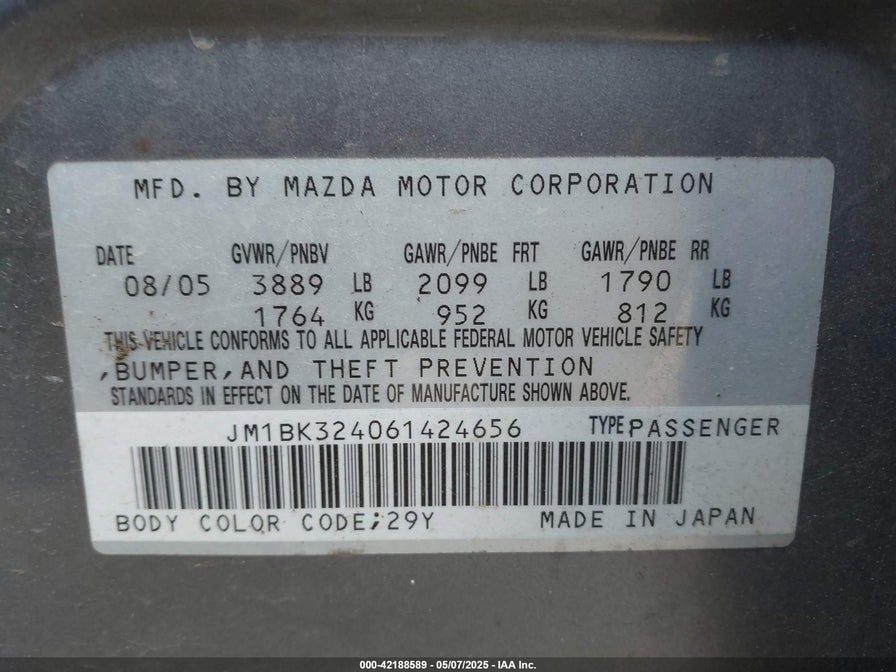 MFD. BY MAZDA MOTOR CORPORATION
DATE GVWR/PNBV GAWR/PNBE FRT GAWR/PNBE RR
08/05 3889 LB 2099 LB 1790 LB
1764 KG 952 KG 812 KG
THIS VEHICLE CONFORMS TO ALL APPLICABLE FEDERAL MOTOR VEHICLE SAFETY
,BUMPER,AND THEFT PREVENTION
STANDARDS IN EFFECT ON THE DATE OF MANUFACTURE SHOWN ABOVE.
JM1BK324061424656 TYPE PASSENGER
BODY COLOR CODE;29Y MADE IN JAPAN
000-42188589 - 05/07/2025 - IAA Inc.